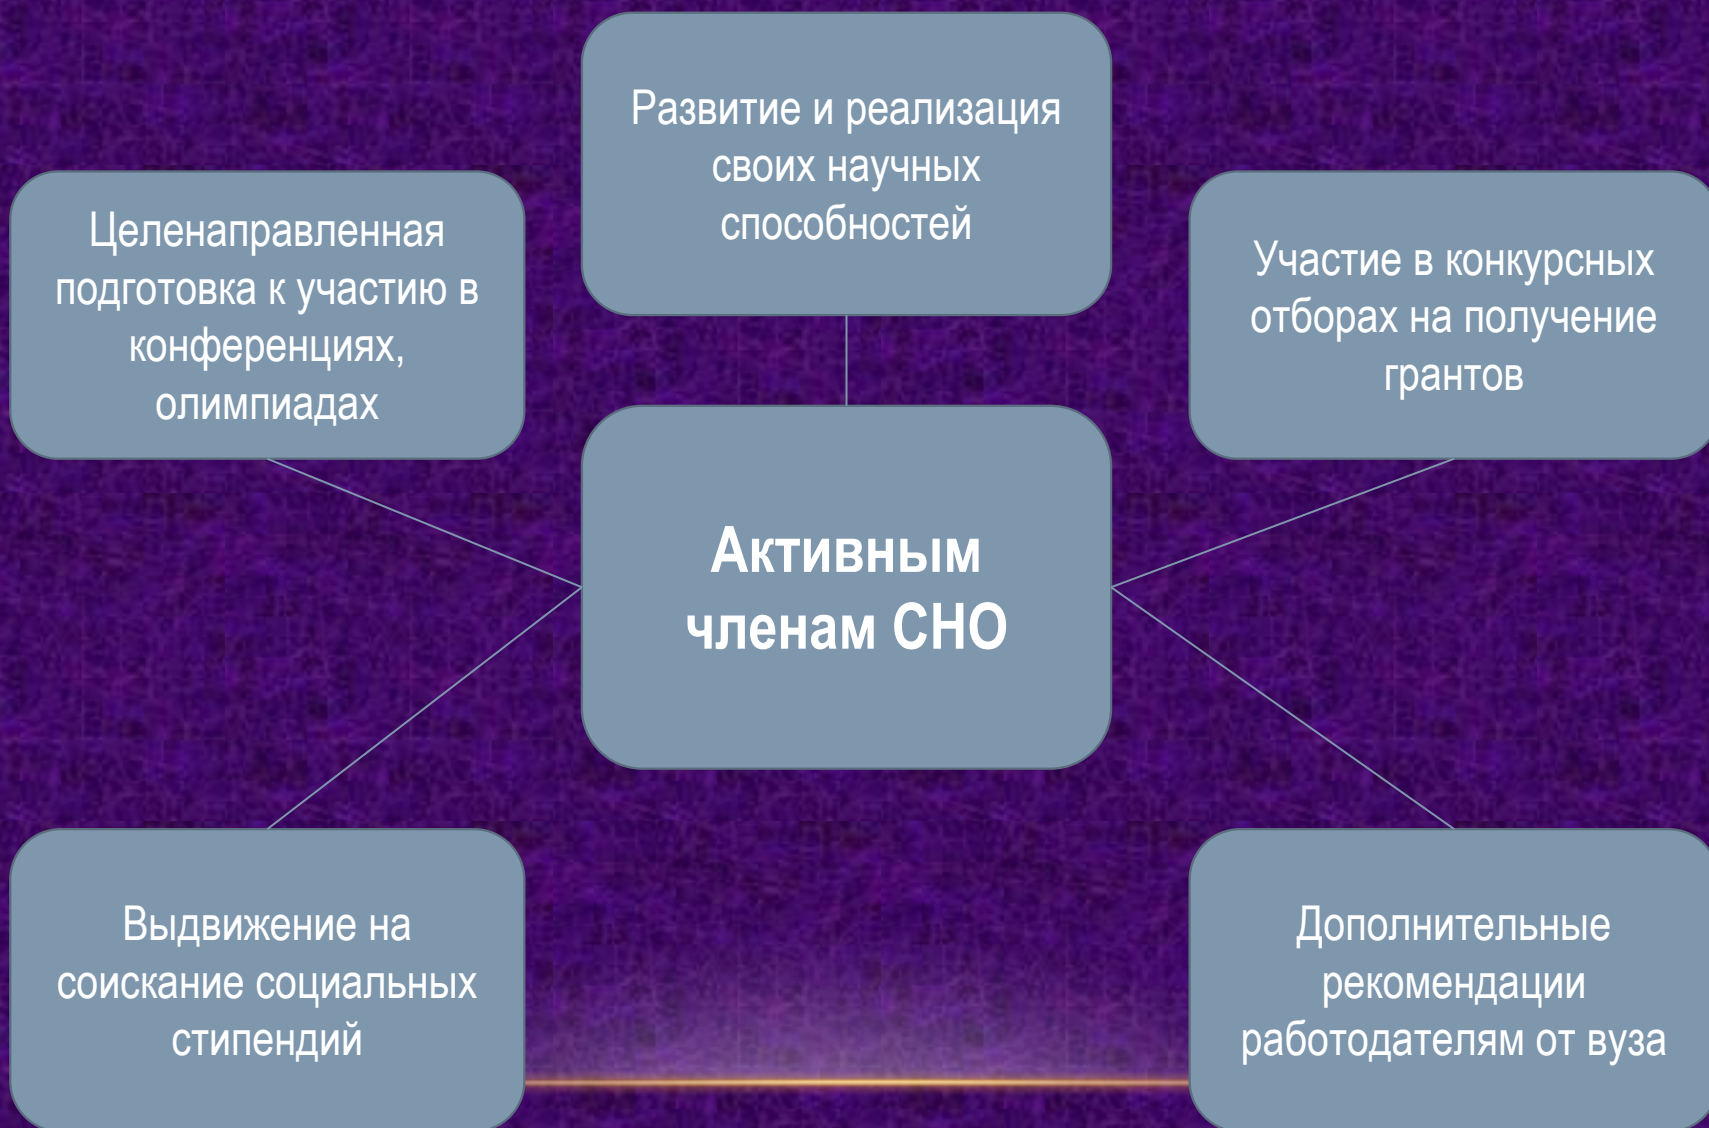 Развитие и реализация
своих научных
способностей
Целенаправленная
подготовка к участию в
конференциях,
олимпиадах
Участие в конкурсных
отборах на получение
грантов
Активным
членам СНО
Выдвижение на
соискание социальных
стипендий
Дополнительные
рекомендации
работодателям от вуза